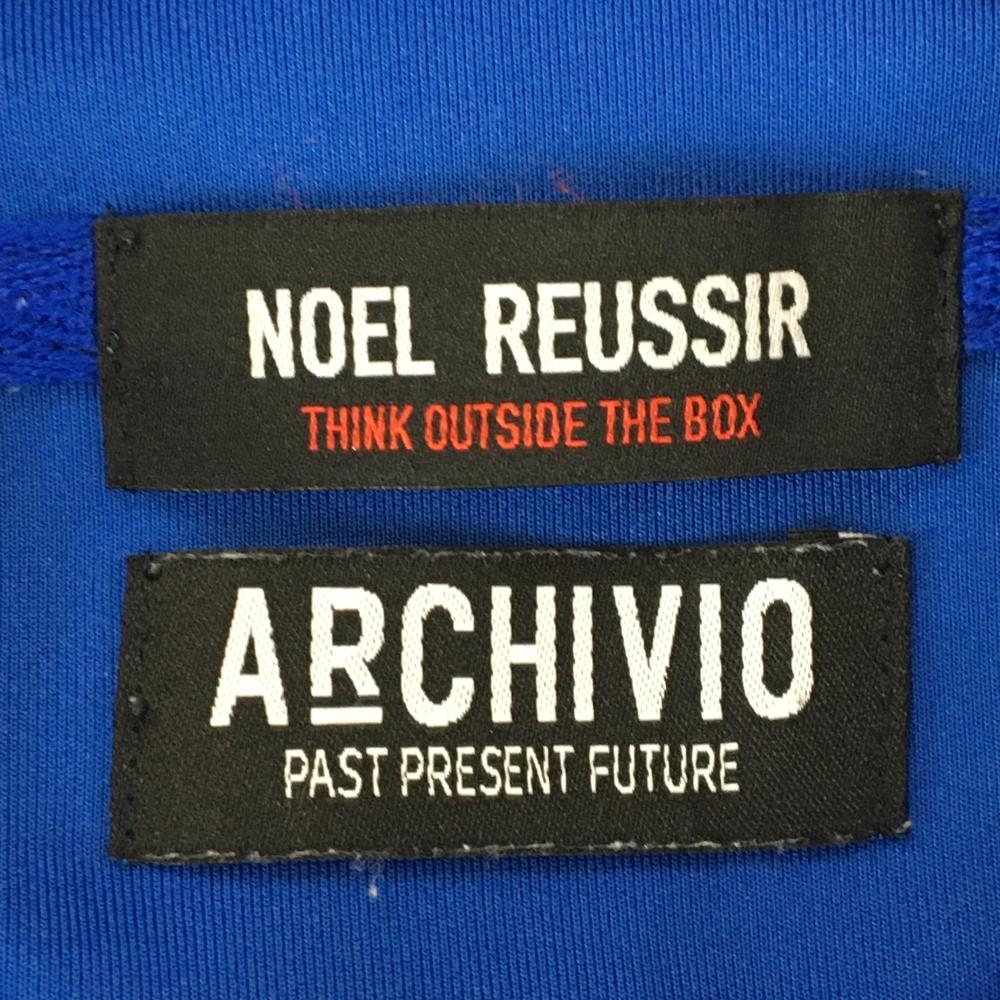 NOEL REUSSIR
THINK OUTSIDE THE BOX
ARCHIVIO
PAST PRESENT FUTURE